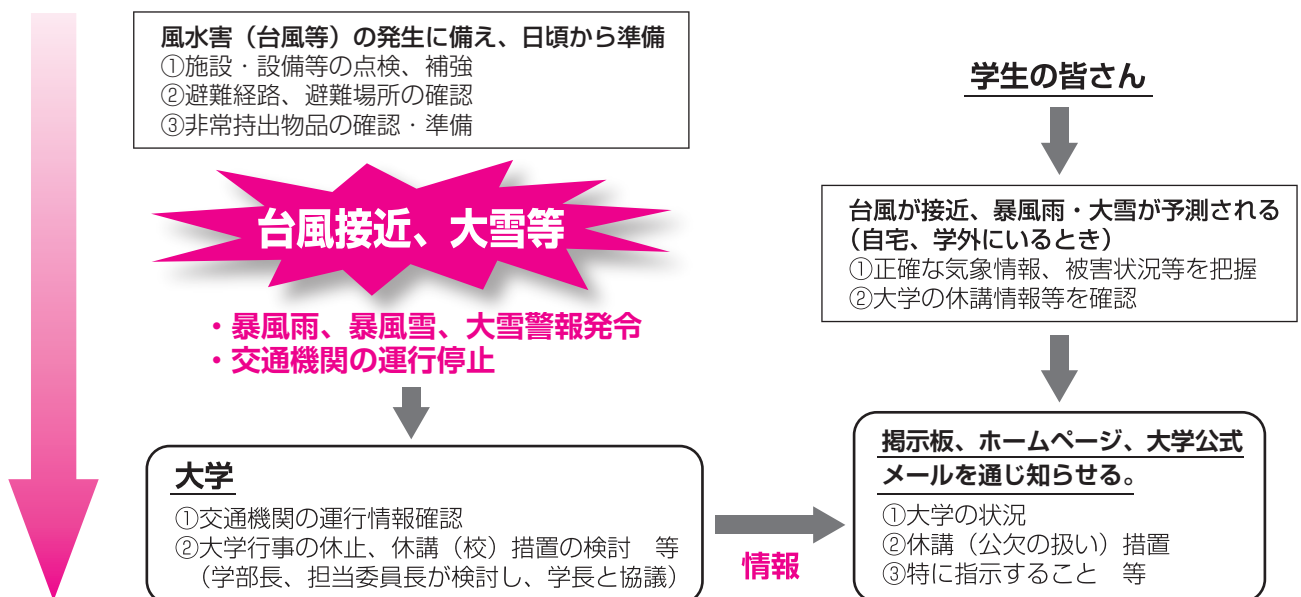 風水害（台風等）の発生に備え、日頃から準備
①施設・設備等の点検、補強
②避難経路、避難場所の確認
③非常持出物品の確認・準備
台風接近、大雪等
・暴風雨、暴風雪、大雪警報発令
・交通機関の運行停止
大学
①交通機関の運行情報確認
②大学行事の休止、休講（校）措置の検討　等
（学部長、担当委員長が検討し、学長と協議）
情報
学生の皆さん
台風が接近、暴風雨・大雪が予測される
（自宅、学外にいるとき）
①正確な気象情報、被害状況等を把握
②大学の休講情報等を確認
掲示板、ホームページ、大学公式
メールを通じ知らせる。
①大学の状況
②休講（公欠の扱い）措置
③特に指示すること　等